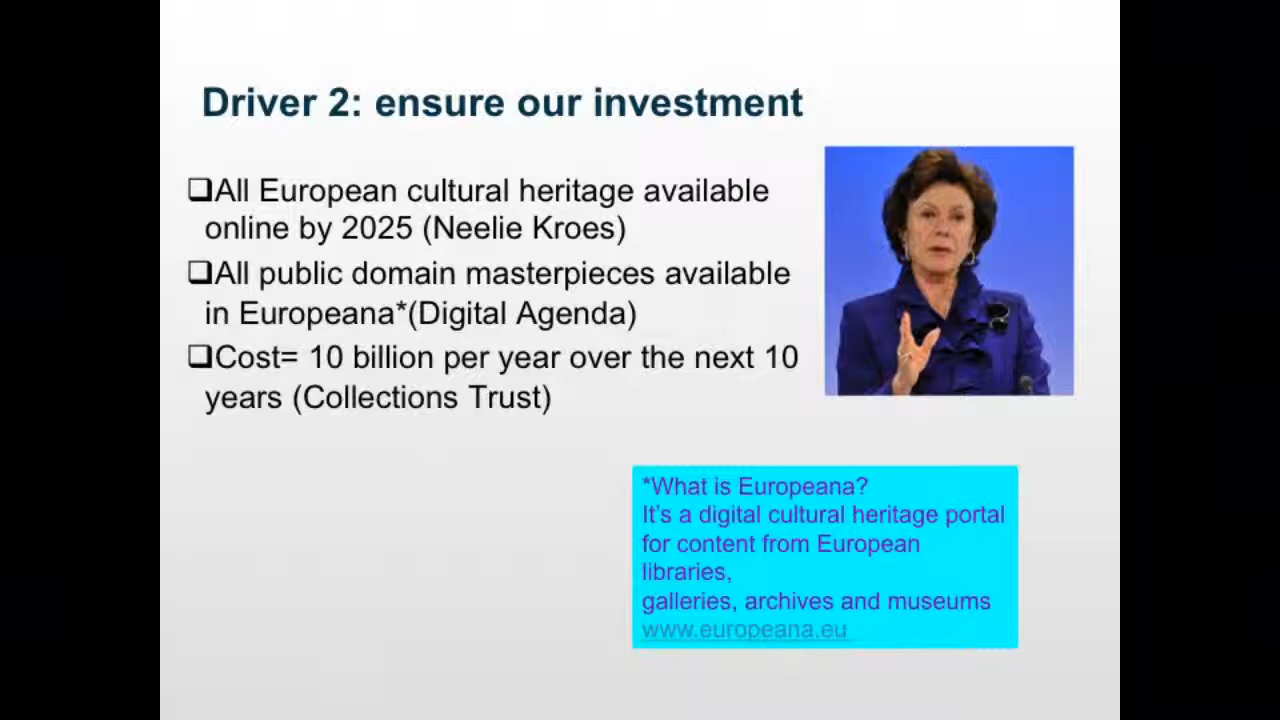 Driver 2: ensure our investment
❑All European cultural heritage available
online by 2025 (Neelie Kroes)
❑All public domain masterpieces available
in Europeana*(Digital Agenda)
❑Cost= 10 billion per year over the next 10
years (Collections Trust)
*What is Europeana?
It's a digital cultural heritage portal
for content from European
libraries,
galleries, archives and museums
www.europeana.eu